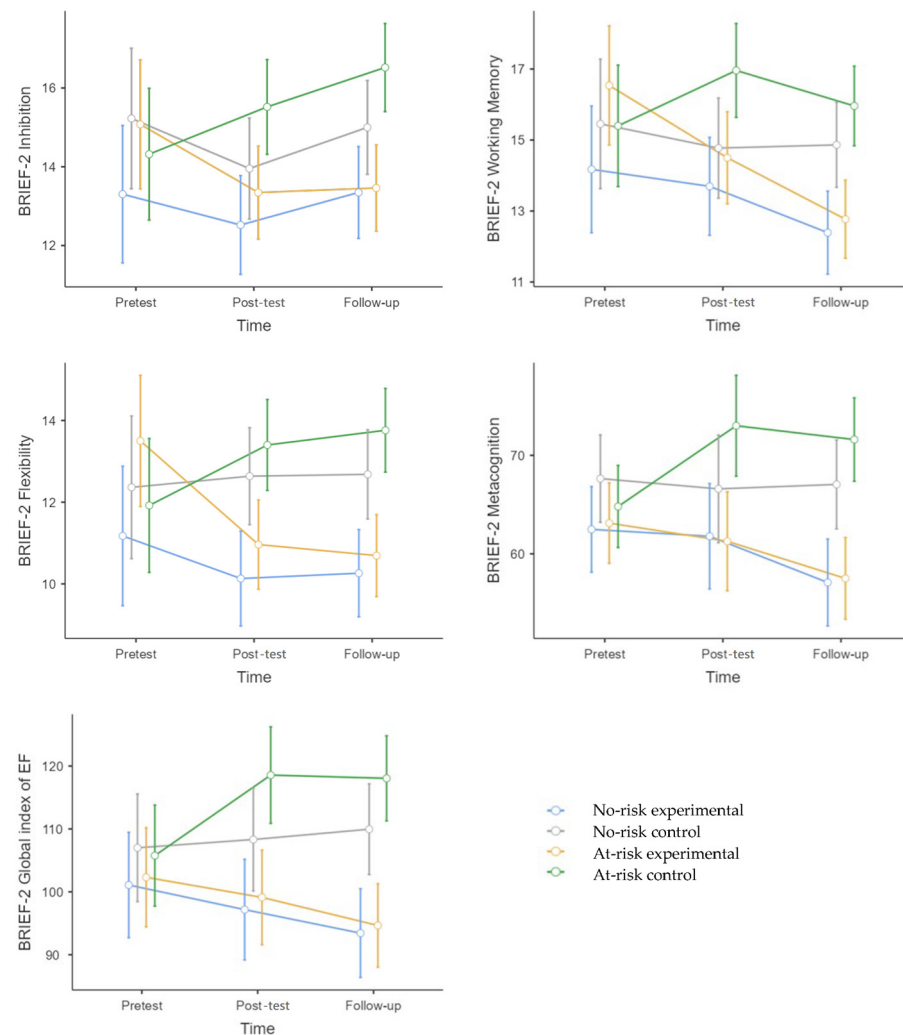 BRIEF-2 Inhibition
16
14
12
Pretest
Post-test
Follow-up
Time
BRIEF-2 Working Memory
17
15
13
11
Pretest
Post-test
Follow-up
Time
BRIEF-2 Flexibility
14
12
10
Pretest
Post-test
Follow-up
Time
BRIEF-2 Metacognition
70
60
Pretest
Post-test
Follow-up
Time
BRIEF-2 Global index of EF
120
110
100
90
Pretest
Post-test
Follow-up
Time
No-risk experimental
No-risk control
At-risk experimental
At-risk control